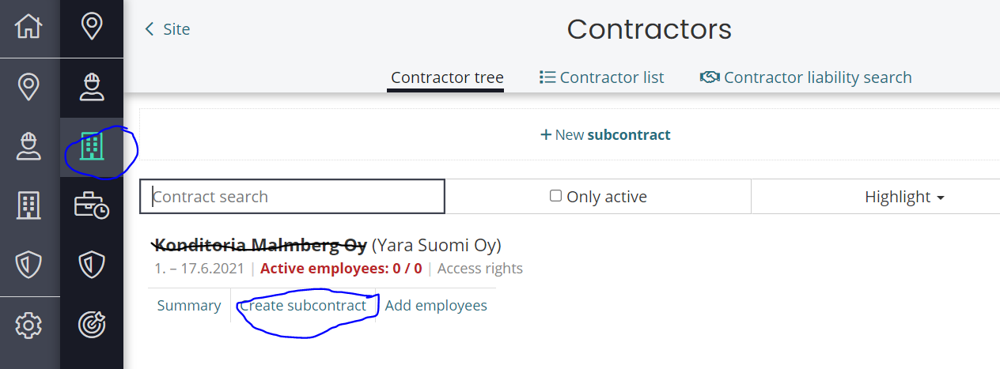 Site
Contractors
Contractor tree Contractor list Contractor liability search
+ New subcontract
Contract search Only active Highlight
Konditoria Malmberg Oy (Yara Suomi Oy)
1. – 17.6.2021 | Active employees: 0 / 0 | Access rights
Summary Create subcontract Add employees